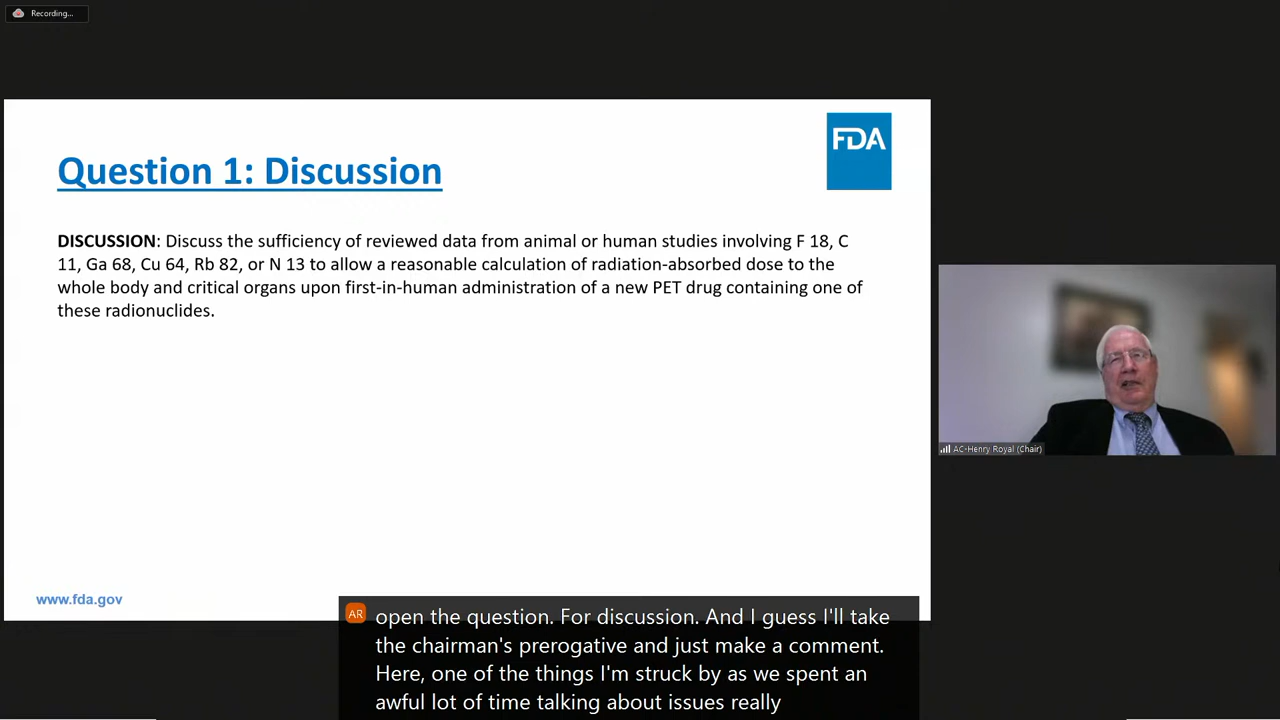 Recording...
FDA
Question 1: Discussion
DISCUSSION: Discuss the sufficiency of reviewed data from animal or human studies involving F 18, C
11, Ga 68, Cu 64, Rb 82, or N 13 to allow a reasonable calculation of radiation-absorbed dose to the
whole body and critical organs upon first-in-human administration of a new PET drug containing one of
these radionuclides.
AC-Henry Royal (Chair)
www.fda.gov
AR
open the question. For discussion. And I guess I'll take
the chairman's prerogative and just make a comment.
Here, one of the things I'm struck by as we spent an
awful lot of time talking about issues really